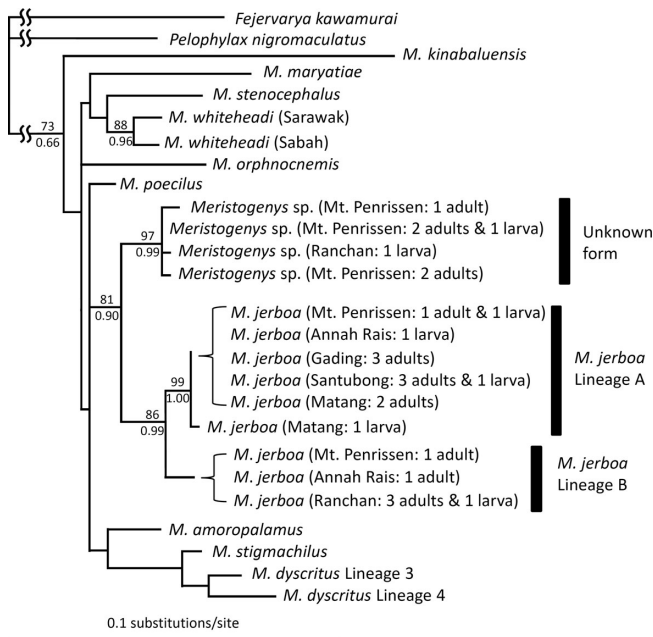 Fejervarya kawamurai
Pelophylax nigromaculatus
M. kinabaluensis
73
0.66
M. maryatiae
M. stenocephalus
88
0.96
M. whiteheadi (Sarawak)
M. whiteheadi (Sabah)
M. orphnocnemis
M. poecilus
Meristogenys sp. (Mt. Penrissen: 1 adult)
Meristogenys sp. (Mt. Penrissen: 2 adults & 1 larva)
Meristogenys sp. (Ranchan: 1 larva)
Meristogenys sp. (Mt. Penrissen: 2 adults)
97
0.99
Unknown
form
81
0.90
M. jerboa (Mt. Penrissen: 1 adult & 1 larva)
M. jerboa (Annah Rais: 1 larva)
M. jerboa (Gading: 3 adults)
M. jerboa (Santubong: 3 adults & 1 larva)
M. jerboa (Matang: 2 adults)
M. jerboa (Matang: 1 larva)
99
1.00
M. jerboa
Lineage A
86
0.99
M. jerboa (Mt. Penrissen: 1 adult)
M. jerboa (Annah Rais: 1 adult)
M. jerboa (Ranchan: 3 adults & 1 larva)
M. jerboa
Lineage B
M. amoropalamus
M. stigmachilus
M. dyscritus Lineage 3
M. dyscritus Lineage 4
0.1 substitutions/site